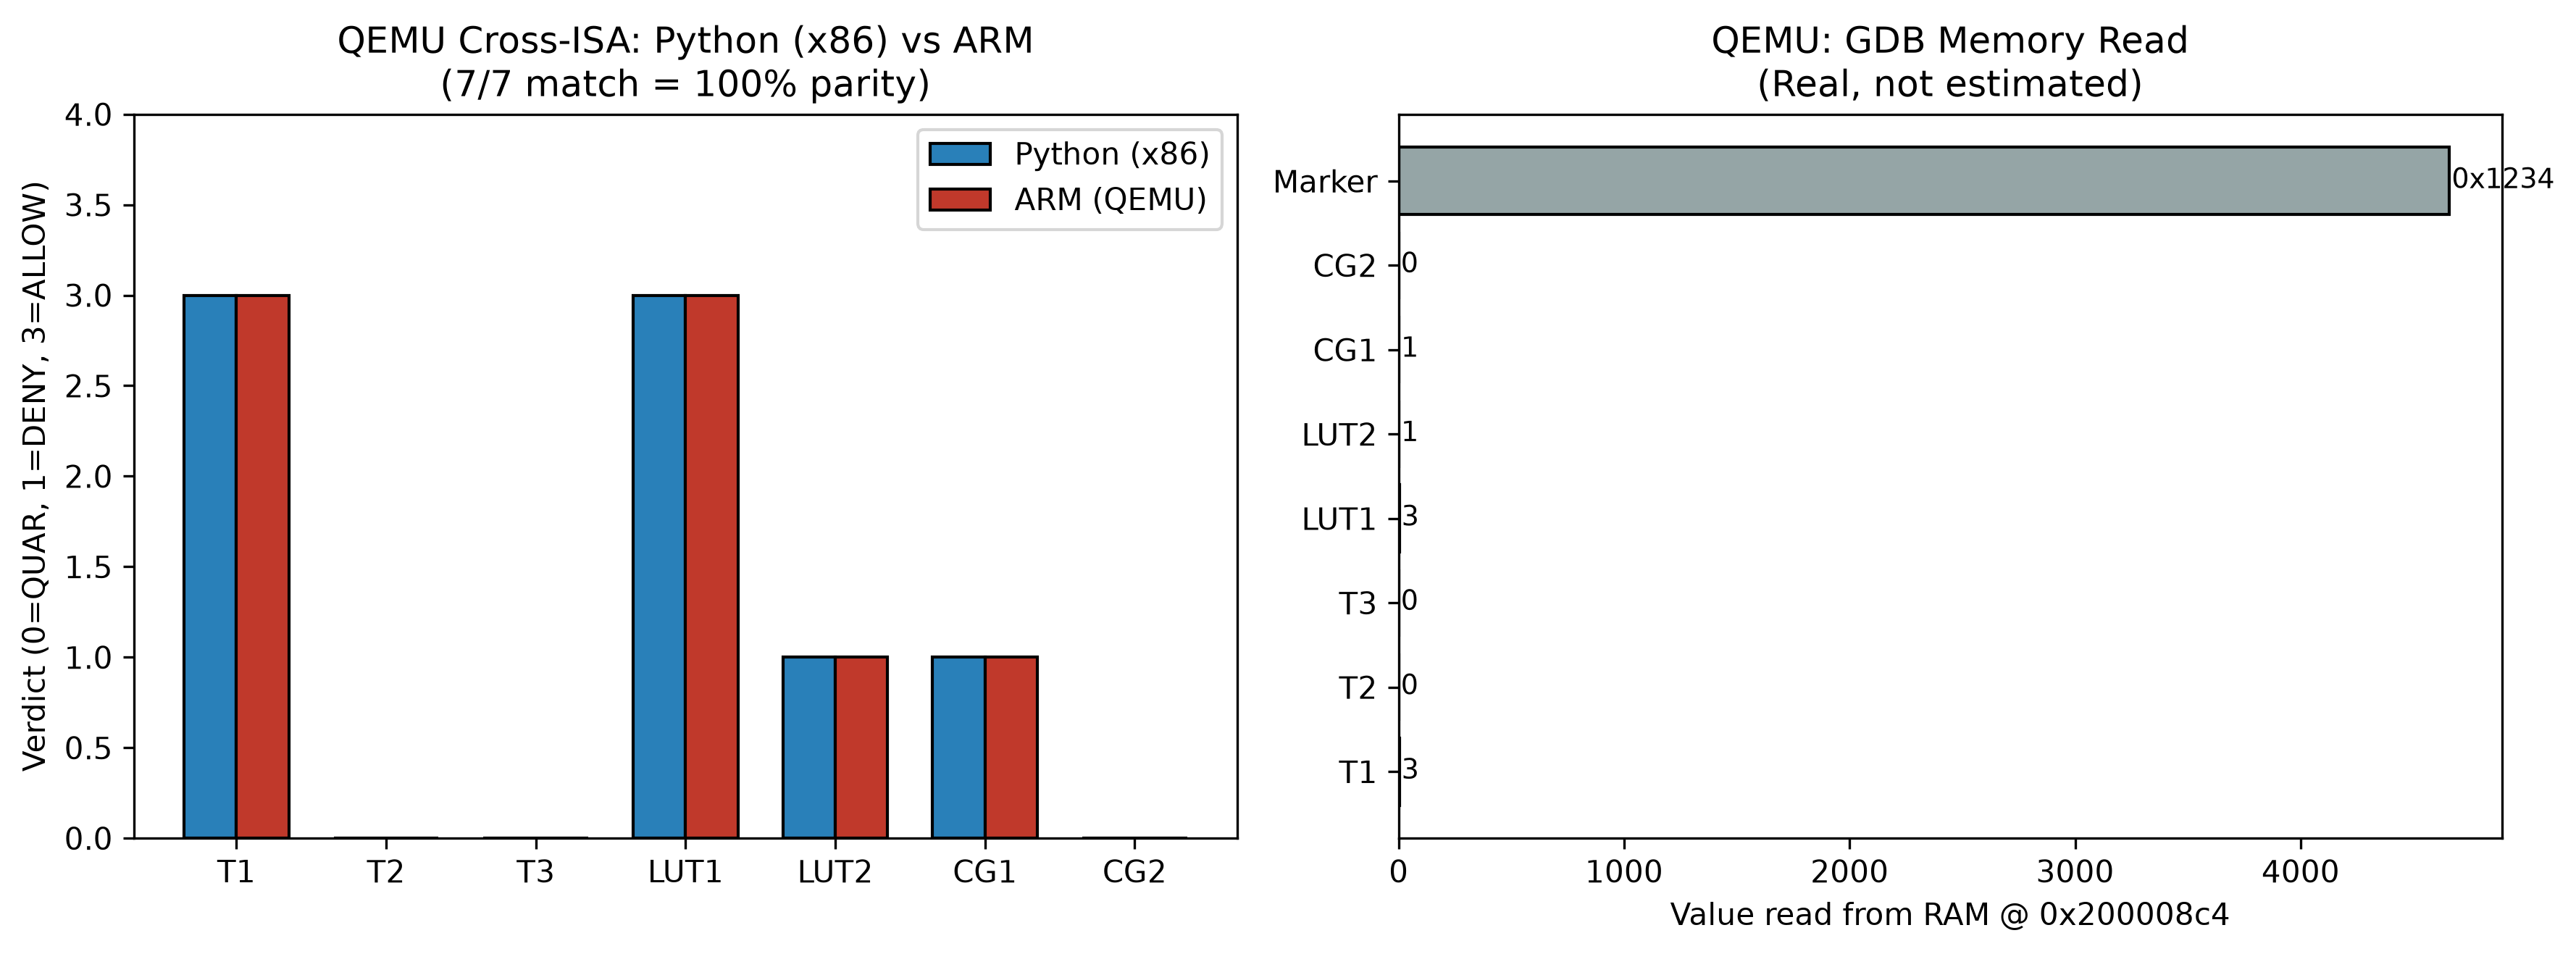 QEMU Cross-ISA: Python (x86) vs ARM
(7/7 match = 100% parity)
Verdict (0=QUAR, 1=DENY, 3=ALLOW)
4.0
3.5
3.0
2.5
2.0
1.5
1.0
0.5
0.0
Python (x86)
ARM (QEMU)
T1
T2
T3
LUT1
LUT2
CG1
CG2
QEMU: GDB Memory Read
(Real, not estimated)
Marker 0x1234
CG2 0
CG1 1
LUT2 1
LUT1 3
T3 0
T2 0
T1 3
0
1000
2000
3000
4000
Value read from RAM @ 0x200008c4